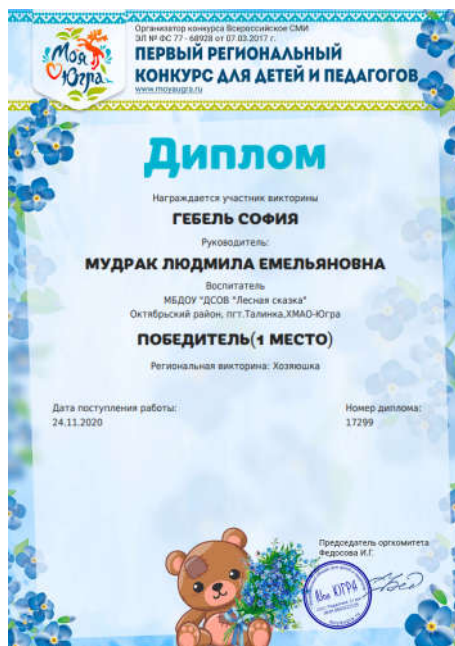 Моя
Югра
Организатор конкурса Всероссийское СМИ
ЭЛ № ФС 77 - 68928 от 07.03.2017 г.
ПЕРВЫЙ РЕГИОНАЛЬНЫЙ
КОНКУРС ДЛЯ ДЕТЕЙ И ПЕДАГОГОВ
www.moyaugra.ru
Диплом
Награждается участник викторины
ГЕБЕЛЬ СОФИЯ
Руководитель:
МУДРАК ЛЮДМИЛА ЕМЕЛЬЯНОВНА
Воспитатель
МБДОУ "ДСОВ "Лесная сказка"
Октябрьский район, пгт.Талинка,ХМАО-Югра
ПОБЕДИТЕЛЬ(1 МЕСТО)
Региональная викторина: Хозяюшка
Дата поступления работы:
24.11.2020
Номер диплома:
17299
Председатель оргкомитета
Федосова И.Г.
Моя ЮГРА